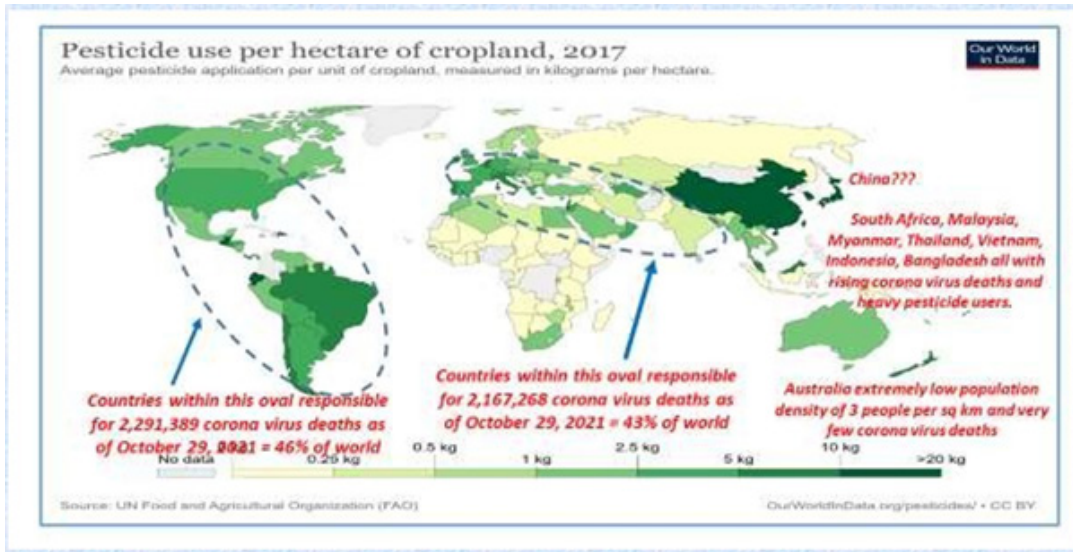 Pesticide use per hectare of cropland, 2017
Average pesticide application per unit of cropland, measured in kilograms per hectare.
Our World
in Data
China???
South Africa, Malaysia,
Myanmar, Thailand, Vietnam,
Indonesia, Bangladesh all with
rising corona virus deaths and
heavy pesticide users.
Countries within this oval responsible
for 2,291,389 corona virus deaths as
of October 29, 2021 = 46% of world
Countries within this oval responsible
for 2,167,268 corona virus deaths as
of October 29, 2021 = 43% of world
Australia extremely low population
density of 3 people per sq km and very
few corona virus deaths
No data
0.25 kg
0.5 kg
1 kg
2.5 kg
5 kg
10 kg
>20 kg
Source: UN Food and Agricultural Organization (FAO)
OurWorldInData.org/pesticides/ • CC BY